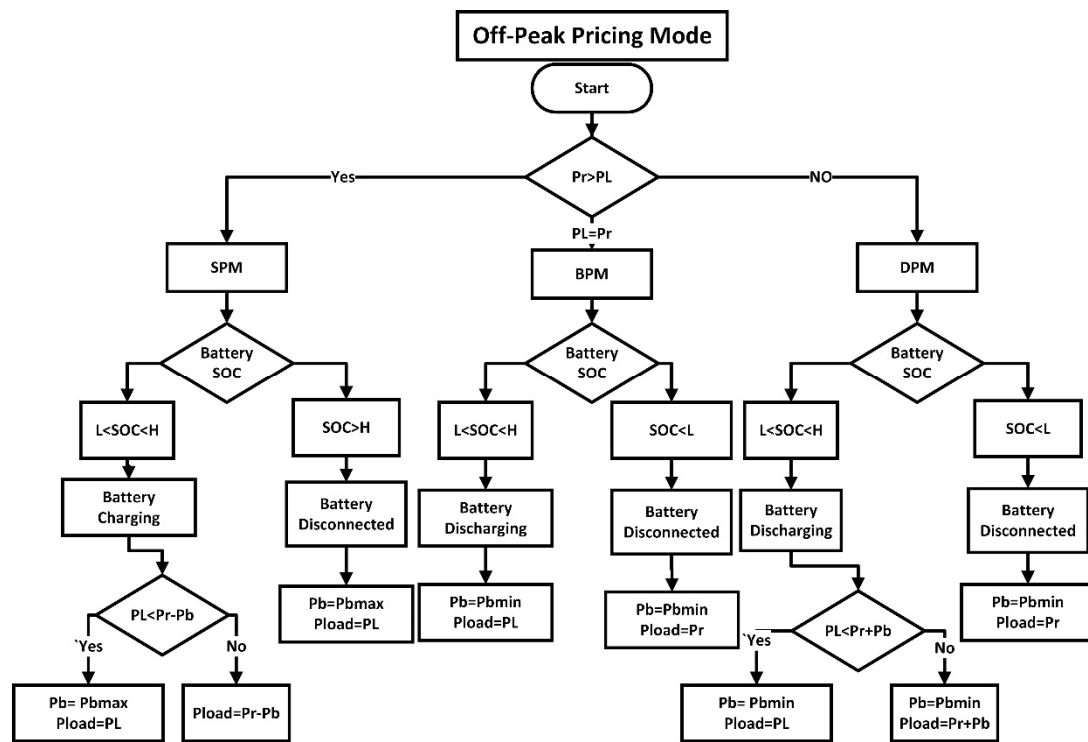 Off-Peak Pricing Mode
Start
Pr>PL
Yes
NO
PL=Pr
SPM
BPM
DPM
Battery
SOC
Battery
SOC
Battery
SOC
L<SOC<H
SOC>H
L<SOC<H
SOC<L
L<SOC<H
SOC<L
Battery
Charging
Battery
Disconnected
Battery
Discharging
Battery
Disconnected
Battery
Discharging
Battery
Disconnected
PL<Pr-Pb
Pb=Pbmax
Pload=PL
Pb=Pbmin
Pload=PL
Pb=Pbmin
Pload=Pr
PL<Pr+Pb
Pb=Pbmin
Pload=Pr
`Yes
No
`Yes
No
Pb= Pbmax
Pload=PL
Pload=Pr-Pb
Pb= Pbmin
Pload=PL
Pb=Pbmin
Pload=Pr+Pb